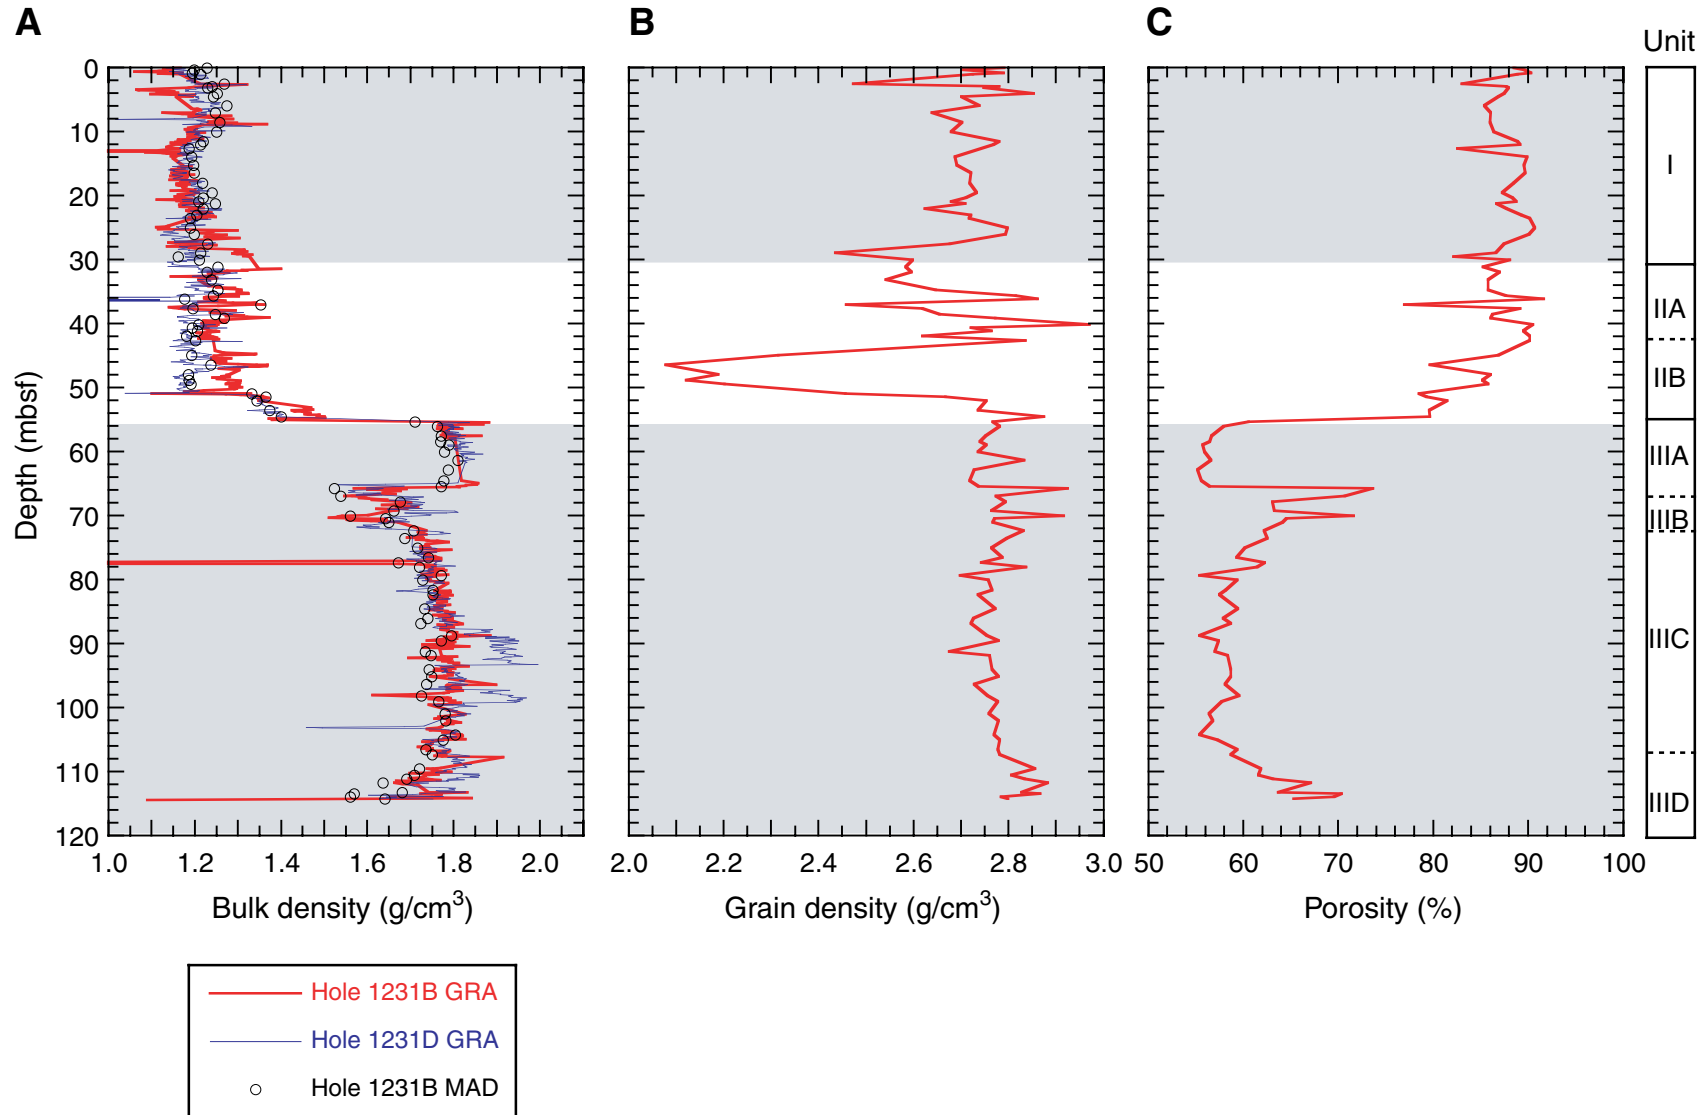 A
B
C
Unit
0
10
20
30
40
50
60
70
80
90
100
110
120
Depth (mbsf)
1.0 1.2 1.4 1.6 1.8 2.0
Bulk density (g/cm³)
2.0 2.2 2.4 2.6 2.8 3.0
Grain density (g/cm³)
50 60 70 80 90 100
Porosity (%)
I
IIA
IIB
IIIA
IIIB
IIIC
IIID
Hole 1231B GRA
Hole 1231D GRA
Hole 1231B MAD